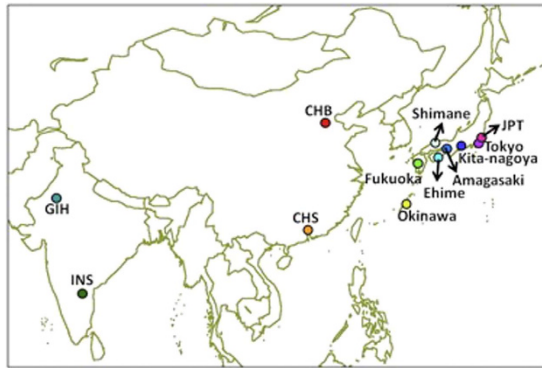 CHB
Shimane
JPT
Tokyo
Kita-nagoya
Fukuoka
Amagasaki
Ehime
GIH
Okinawa
CHS
INS